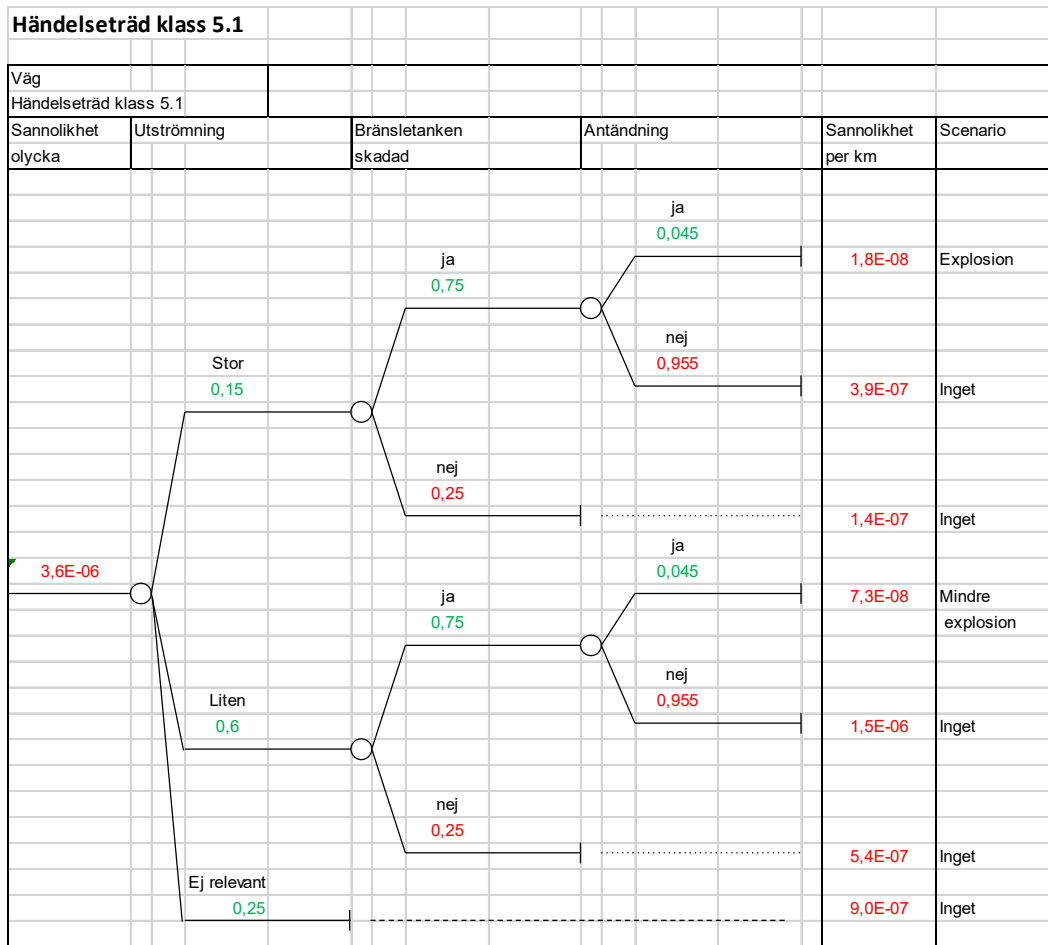 Händelseträd klass 5.1
Väg
Händelseträd klass 5.1
Sannolikhet Utströmning Bränsletanken Antändning Sannolikhet Scenario
olycka skadad per km
ja
0,045
ja 1,8E-08 Explosion
0,75
nej
Stor 0,955
0,15 3,9E-07 Inget
nej
0,25
1,4E-07 Inget
ja
3,6E-06 0,045
ja 7,3E-08 Mindre
0,75 explosion
nej
Liten 0,955
0,6 1,5E-06 Inget
nej
0,25
5,4E-07 Inget
Ej relevant
0,25 9,0E-07 Inget